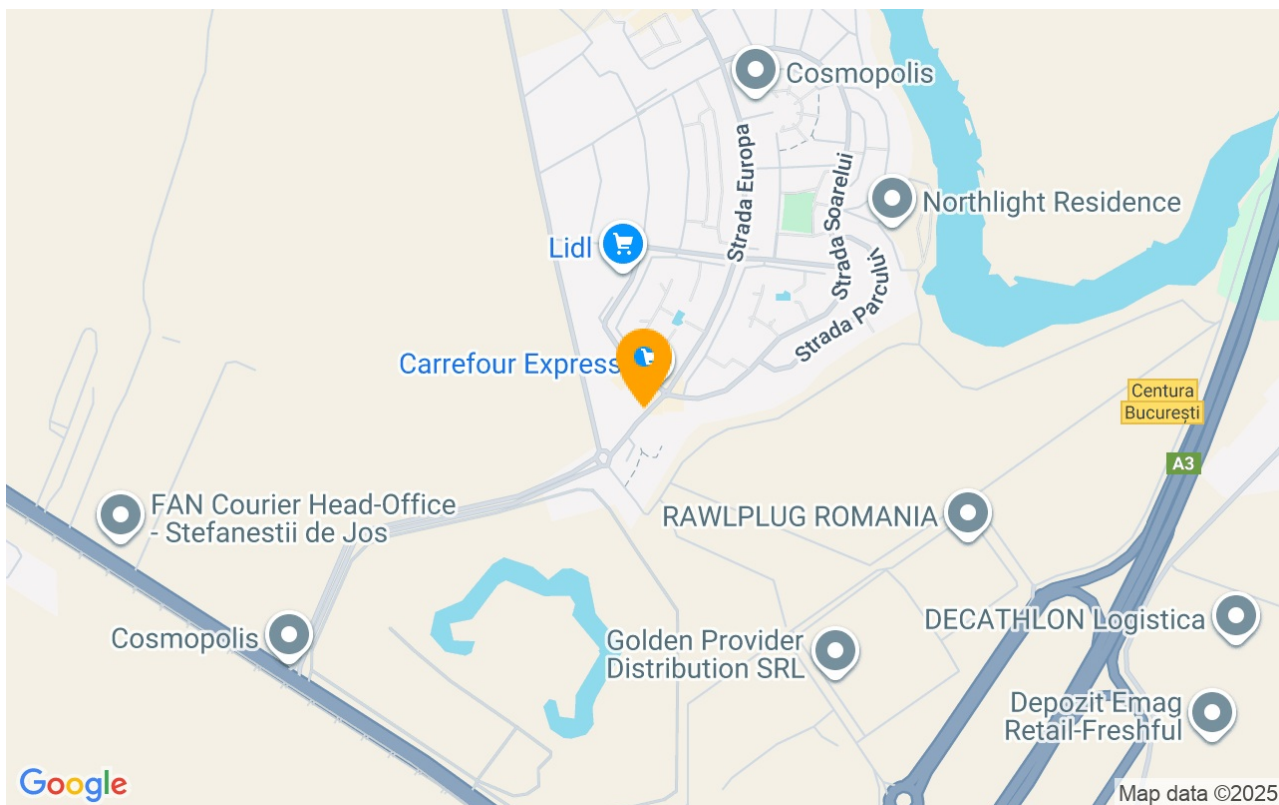 Cosmopolis
Strada Europa
Strada Soarelui
Northlight Residence
Lidl
Strada Parcului
Carrefour Express
Centura
București
A3
FAN Courier Head-Office
- Stefanestii de Jos
RAWLPLUG ROMANIA
Cosmopolis
Golden Provider
Distribution SRL
DECATHLON Logistica
Depozit Emag
Retail-Freshful
Google
Map data ©2025